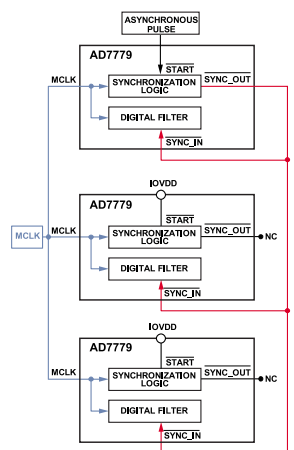 ASYNCHRONOUS
PULSE
AD7779
START
MCLK
SYNCHRONIZATION
LOGIC
SYNC_OUT
DIGITAL FILTER
SYNC_IN
IOVDD
AD7779
START
MCLK
MCLK
SYNCHRONIZATION
LOGIC
SYNC_OUT
NC
DIGITAL FILTER
SYNC_IN
IOVDD
AD7779
START
MCLK
SYNCHRONIZATION
LOGIC
SYNC_OUT
NC
DIGITAL FILTER
SYNC_IN